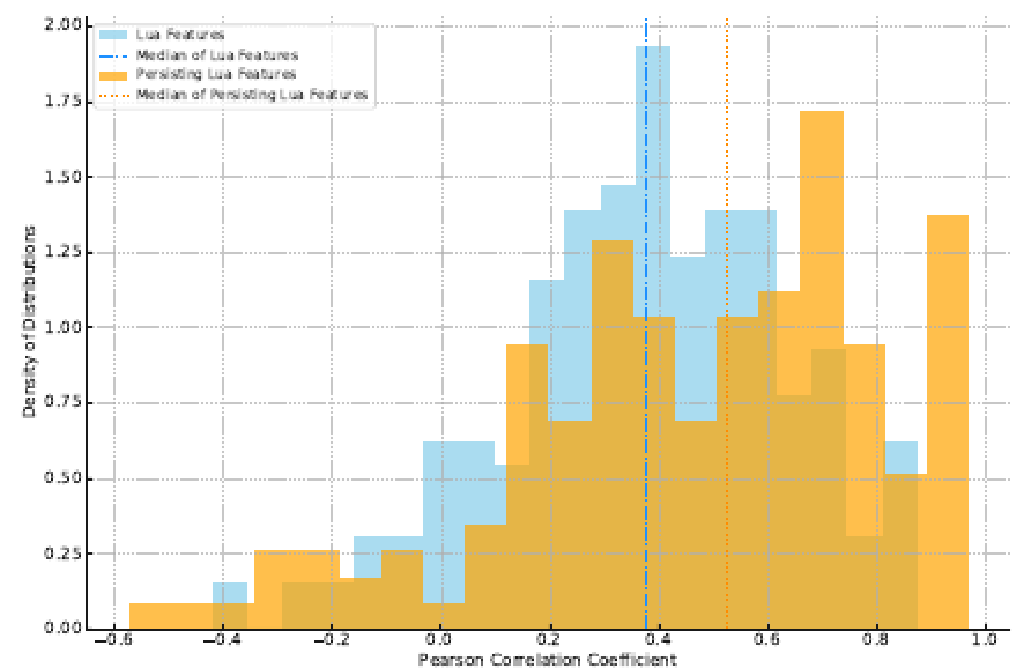 2.00
1.75
1.50
1.25
1.00
0.75
0.50
0.25
0.00
Density of Distributions
Lua Features
Median of Lua Features
Persisting Lua Features
Median of Persisting Lua Features
−0.6 −0.4 −0.2 0.0 0.2 0.4 0.6 0.8 1.0
Pearson Correlation Coefficient